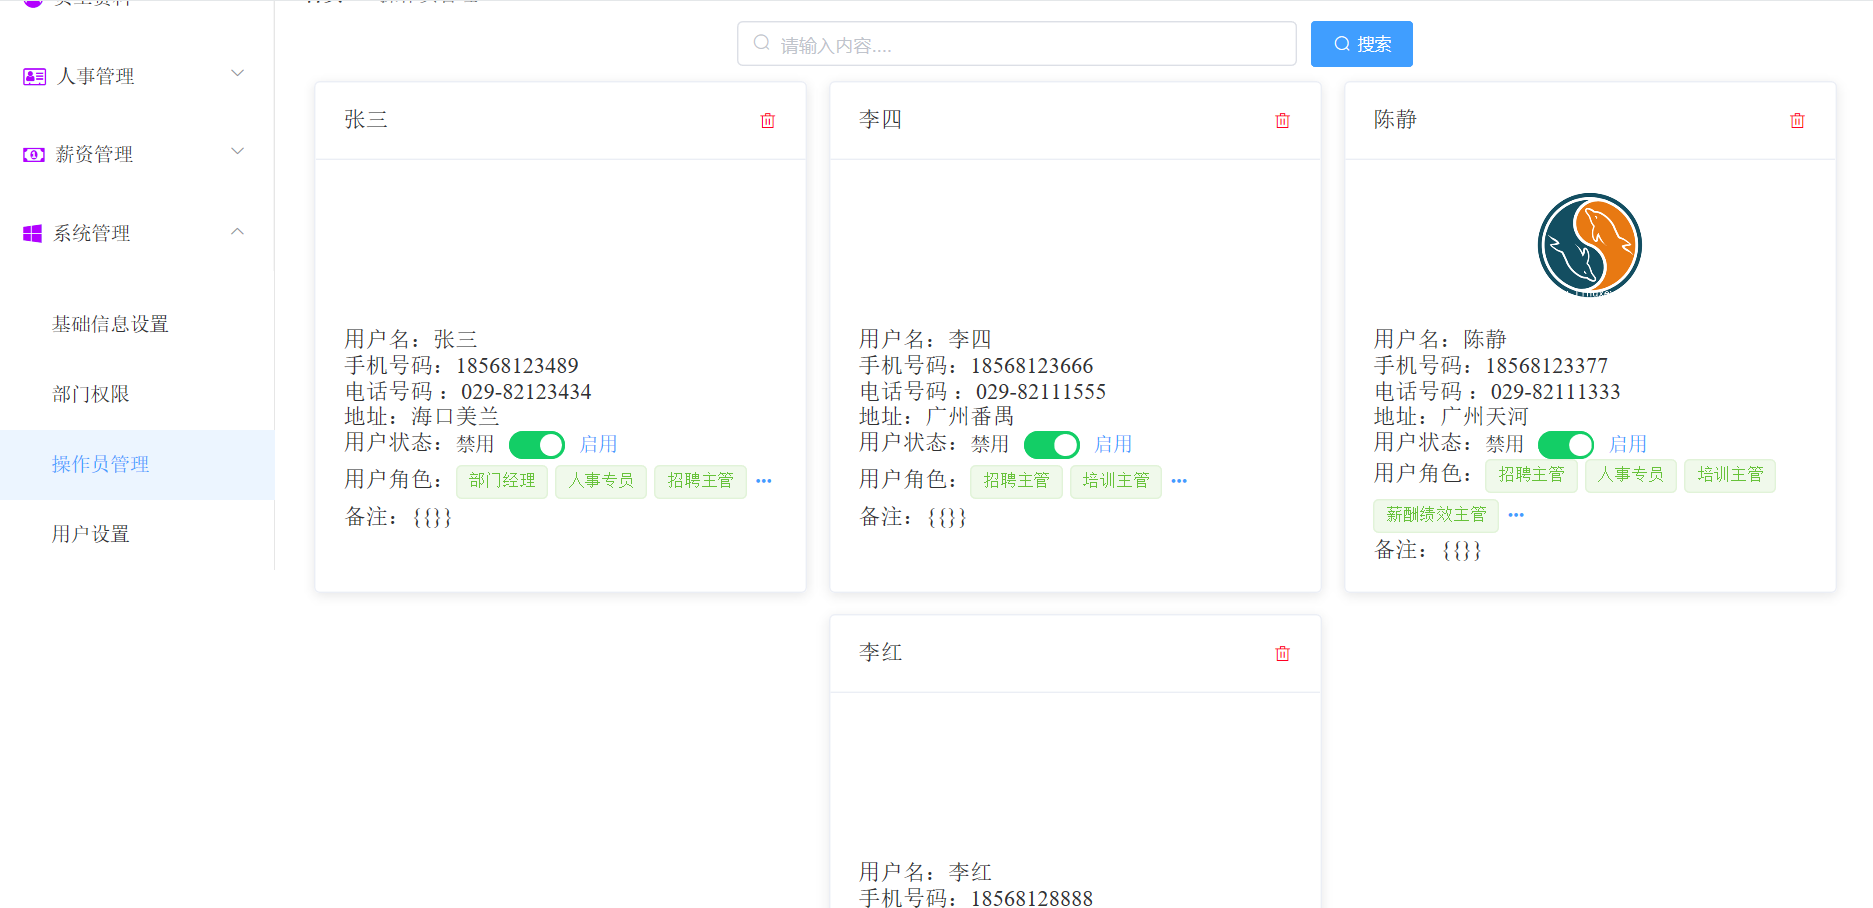 人事管理
薪资管理
系统管理
基础信息设置
部门权限
操作员管理
用户设置
请输入内容....
搜索
张三
用户名：张三
手机号码：18568123489
电话号码 ：029-82123434
地址：海口美兰
用户状态：禁用 启用
用户角色： 部门经理 人事专员 招聘主管 •••
备注：{{}}
李四
用户名：李四
手机号码：18568123666
电话号码 ：029-82111555
地址：广州番禺
用户状态：禁用 启用
用户角色： 招聘主管 培训主管 •••
备注：{{}}
陈静
用户名：陈静
手机号码：18568123377
电话号码 ：029-82111333
地址：广州天河
用户状态：禁用 启用
用户角色： 招聘主管 人事专员 培训主管
薪酬绩效主管 •••
备注：{{}}
李红
用户名：李红
手机号码：18568128888